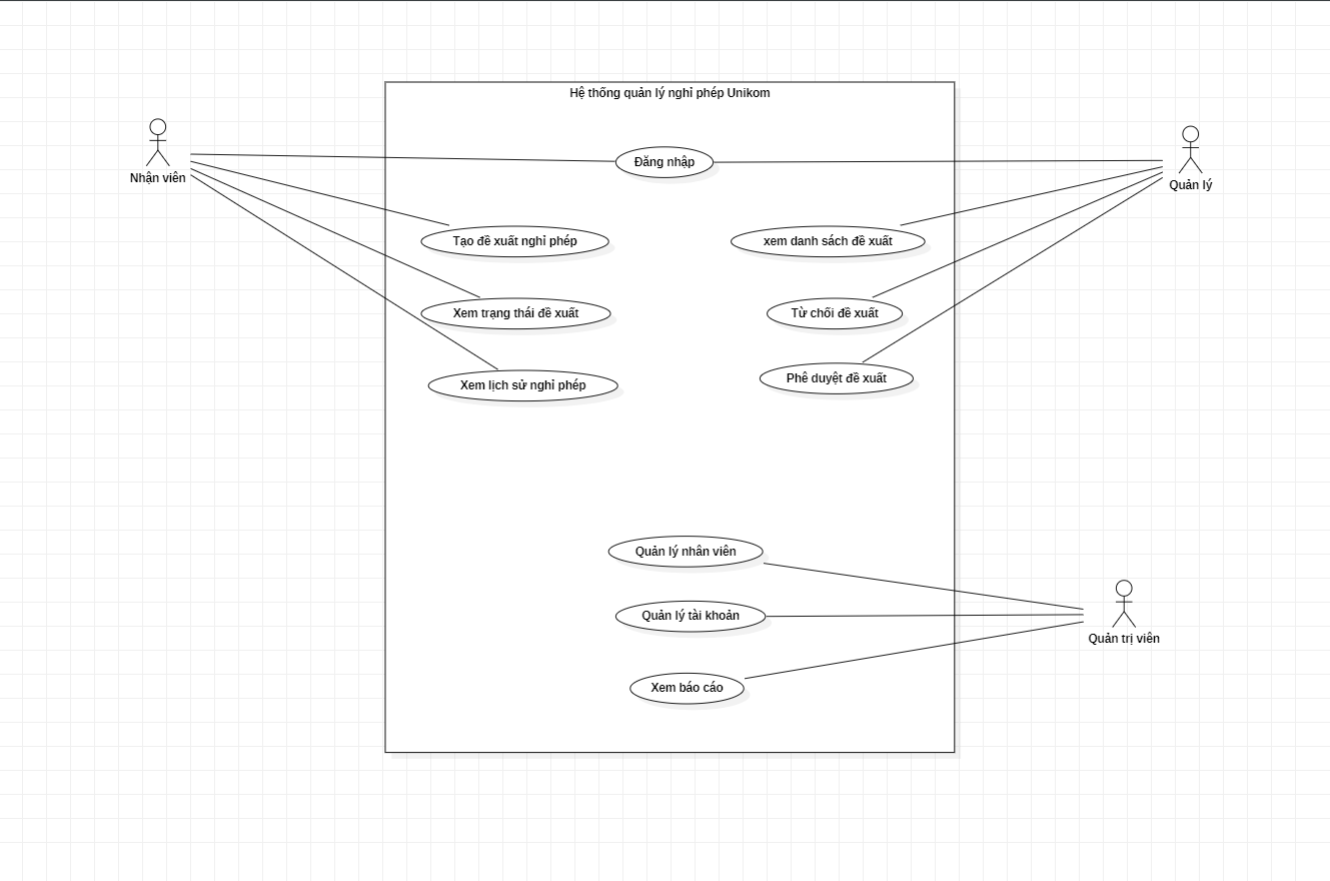 Hệ thống quản lý nghỉ phép Unikom
Đăng nhập
Nhận viên
Quản lý
Tạo đề xuất nghỉ phép
xem danh sách đề xuất
Xem trạng thái đề xuất
Từ chối đề xuất
Xem lịch sử nghỉ phép
Phê duyệt đề xuất
Quản lý nhân viên
Quản lý tài khoản
Quản trị viên
Xem báo cáo